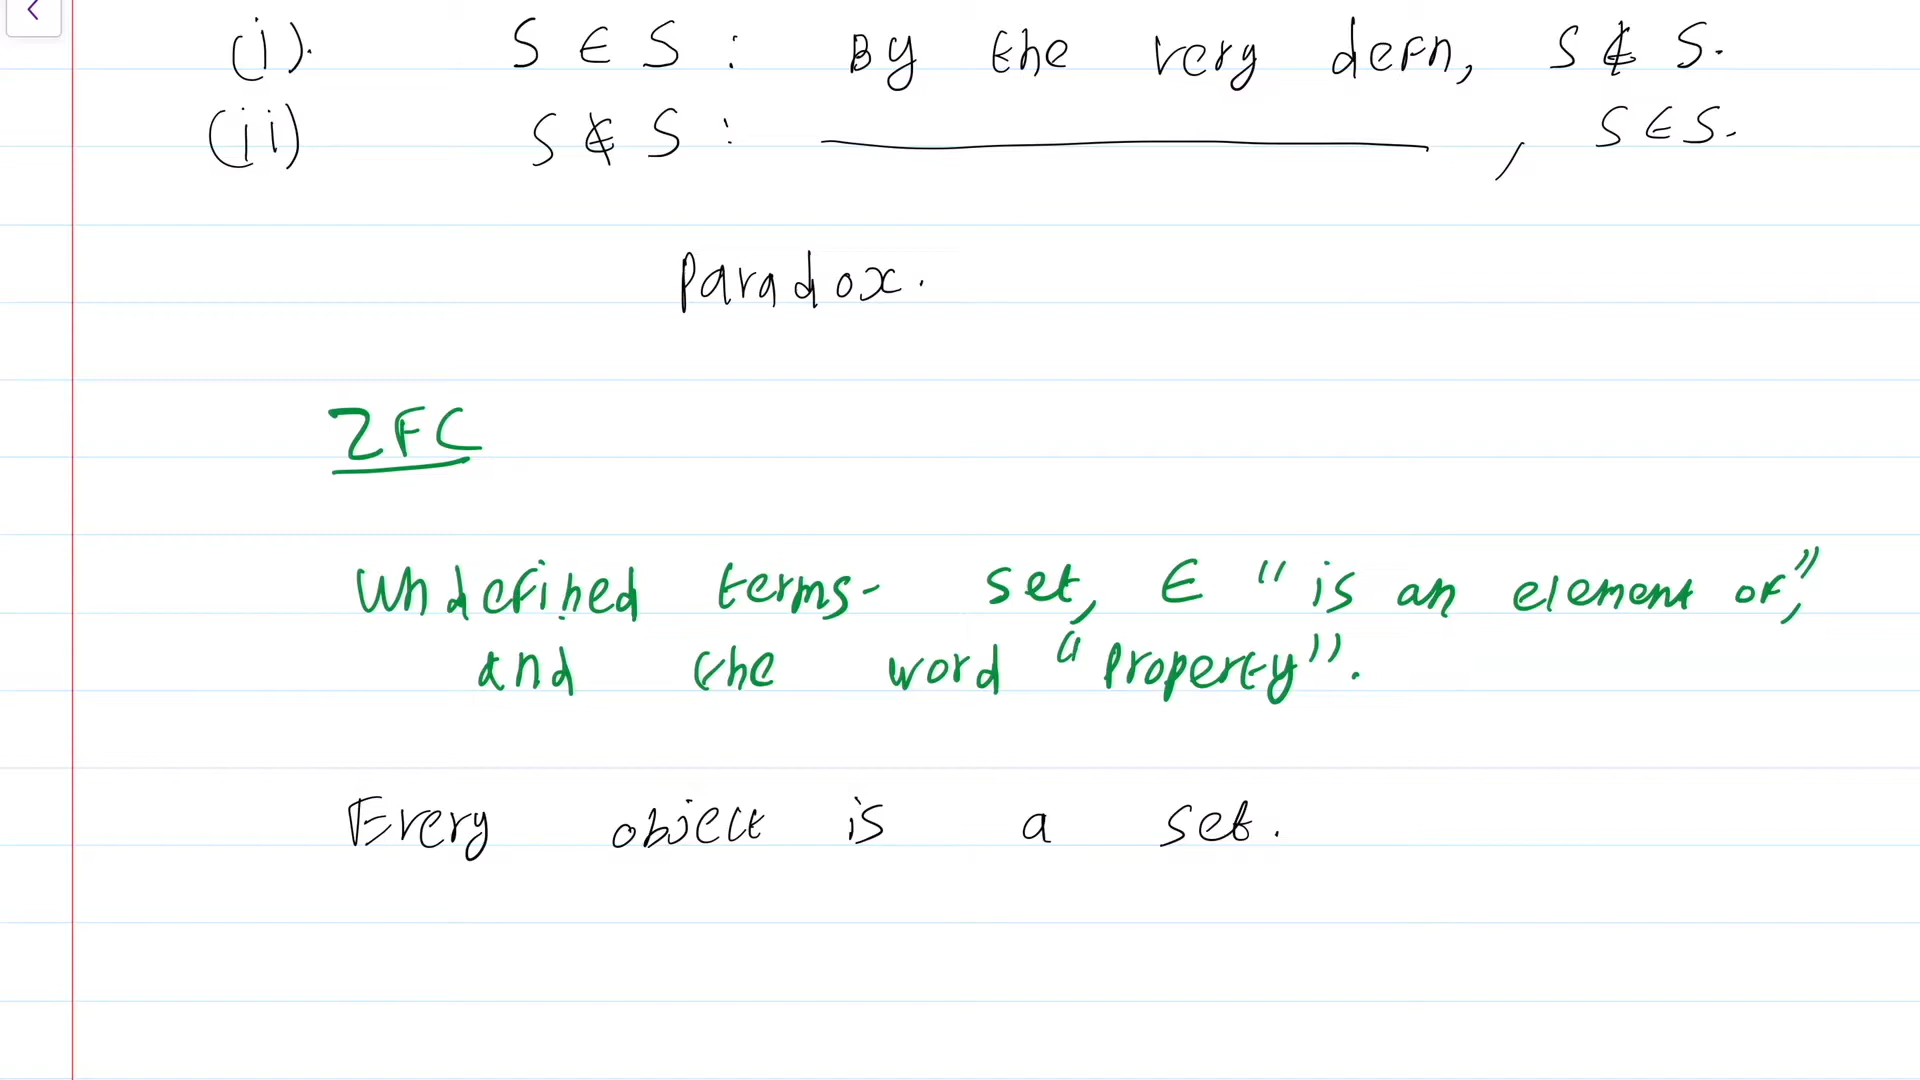 (i). S ∈ S : By the very defn, S ∉ S.
(ii) S ∉ S : ―――――――― , S ∈ S.
Paradox.
ZFC
Undefined terms- set, ∈ "is an element of",
and the word "property".
Every object is a set.